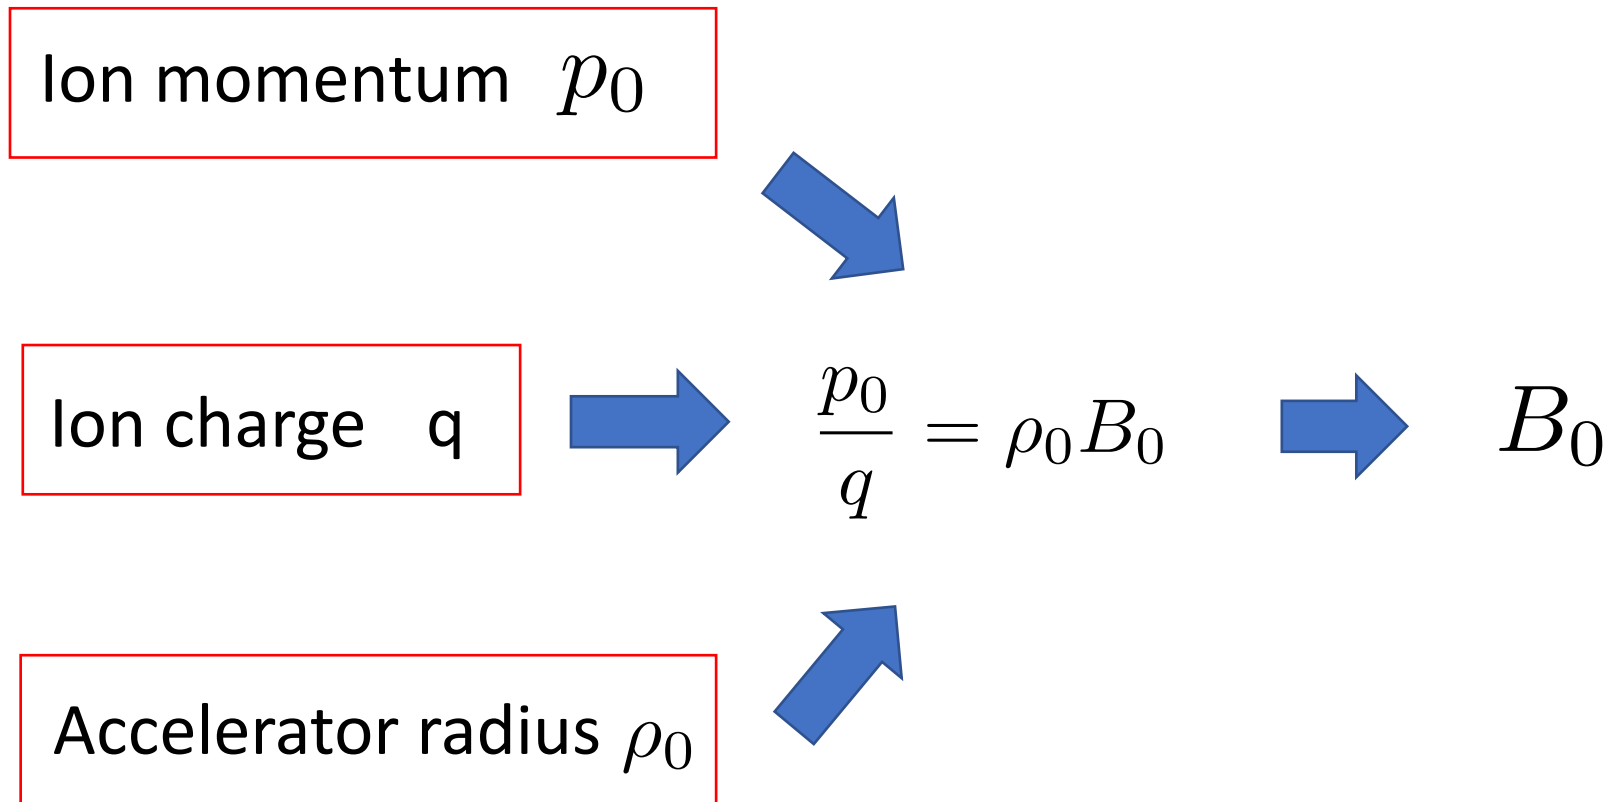 Ion momentum p₀
Ion charge q
p₀/q = ρ₀B₀
B₀
Accelerator radius ρ₀